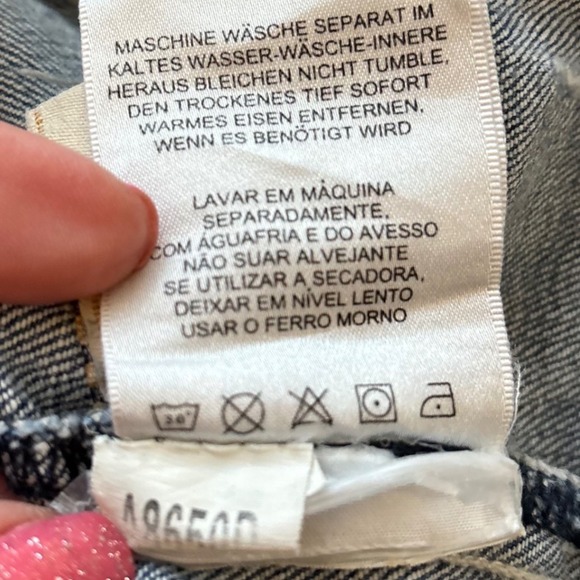 MASCHINE WÄSCHE SEPARAT IM
KALTES WASSER-WÄSCHE-INNERE
HERAUS BLEICHEN NICHT TUMBLE,
DEN TROCKENES TIEF SOFORT
WARMES EISEN ENTFERNEN,
WENN ES BENÖTIGT WIRD
LAVAR EM MÁQUINA
SEPARADAMENTE,
COM ÁGUAFRIA E DO AVESSO
NÃO SUAR ALVEJANTE
SE UTILIZAR A SECADORA,
DEIXAR EM NÍVEL LENTO
USAR O FERRO MORNO
30°